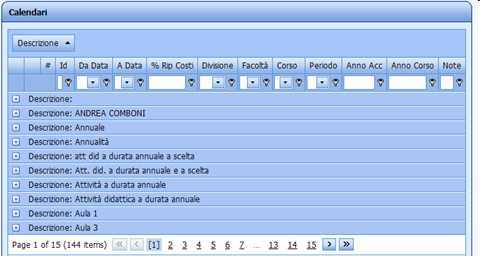 Calendari
Descrizione
# Id Da Data A Data % Rip Costi Divisione Facoltà Corso Periodo Anno Acc Anno Corso Note
Descrizione:
Descrizione: ANDREA COMBONI
Descrizione: Annuale
Descrizione: Annualità
Descrizione: att did a durata annuale a scelta
Descrizione: Att. did. a durata annuale e a scelta
Descrizione: Attività a durata annuale
Descrizione: Attività didattica a durata annuale
Descrizione: Aula 1
Descrizione: Aula 3
Page 1 of 15 (144 items) [1] 2 3 4 5 6 7 ... 13 14 15